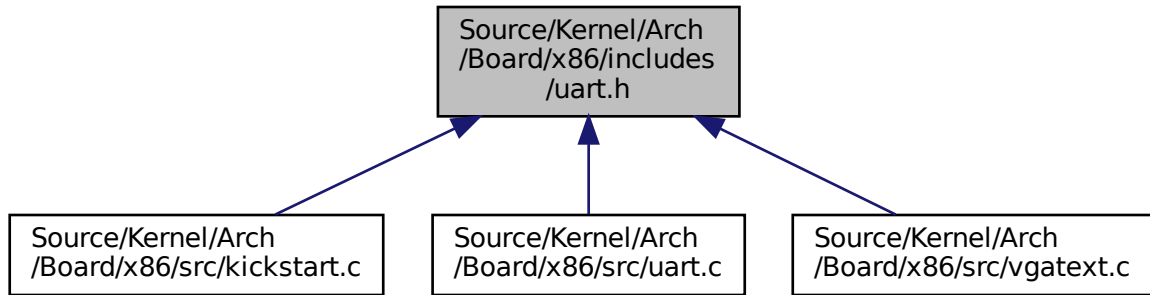 Source/Kernel/Arch
/Board/x86/includes
/uart.h
Source/Kernel/Arch
/Board/x86/src/kickstart.c
Source/Kernel/Arch
/Board/x86/src/uart.c
Source/Kernel/Arch
/Board/x86/src/vgatext.c